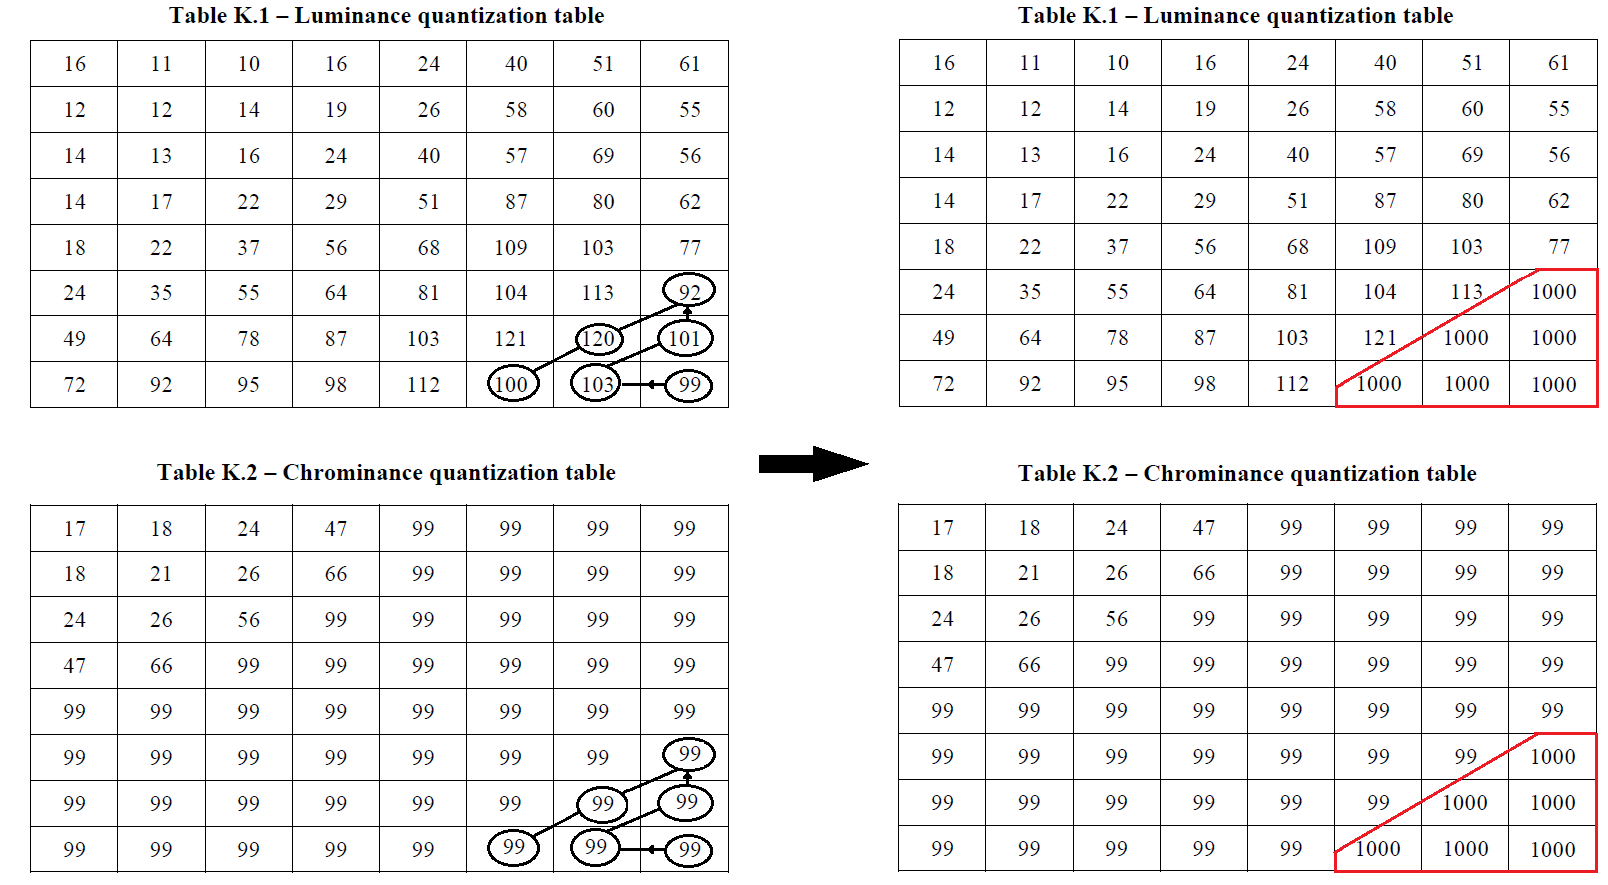 Table K.1 – Luminance quantization table
16 11 10 16 24 40 51 61
12 12 14 19 26 58 60 55
14 13 16 24 40 57 69 56
14 17 22 29 51 87 80 62
18 22 37 56 68 109 103 77
24 35 55 64 81 104 113 92
49 64 78 87 103 121 120 101
72 92 95 98 112 100 103 99
Table K.2 – Chrominance quantization table
17 18 24 47 99 99 99 99
18 21 26 66 99 99 99 99
24 26 56 99 99 99 99 99
47 66 99 99 99 99 99 99
99 99 99 99 99 99 99 99
99 99 99 99 99 99 99 99
99 99 99 99 99 99 99 99
99 99 99 99 99 99 99 99
Table K.1 – Luminance quantization table
16 11 10 16 24 40 51 61
12 12 14 19 26 58 60 55
14 13 16 24 40 57 69 56
14 17 22 29 51 87 80 62
18 22 37 56 68 109 103 77
24 35 55 64 81 104 113 1000
49 64 78 87 103 121 1000 1000
72 92 95 98 112 1000 1000 1000
Table K.2 – Chrominance quantization table
17 18 24 47 99 99 99 99
18 21 26 66 99 99 99 99
24 26 56 99 99 99 99 99
47 66 99 99 99 99 99 99
99 99 99 99 99 99 99 99
99 99 99 99 99 99 99 1000
99 99 99 99 99 99 1000 1000
99 99 99 99 99 1000 1000 1000